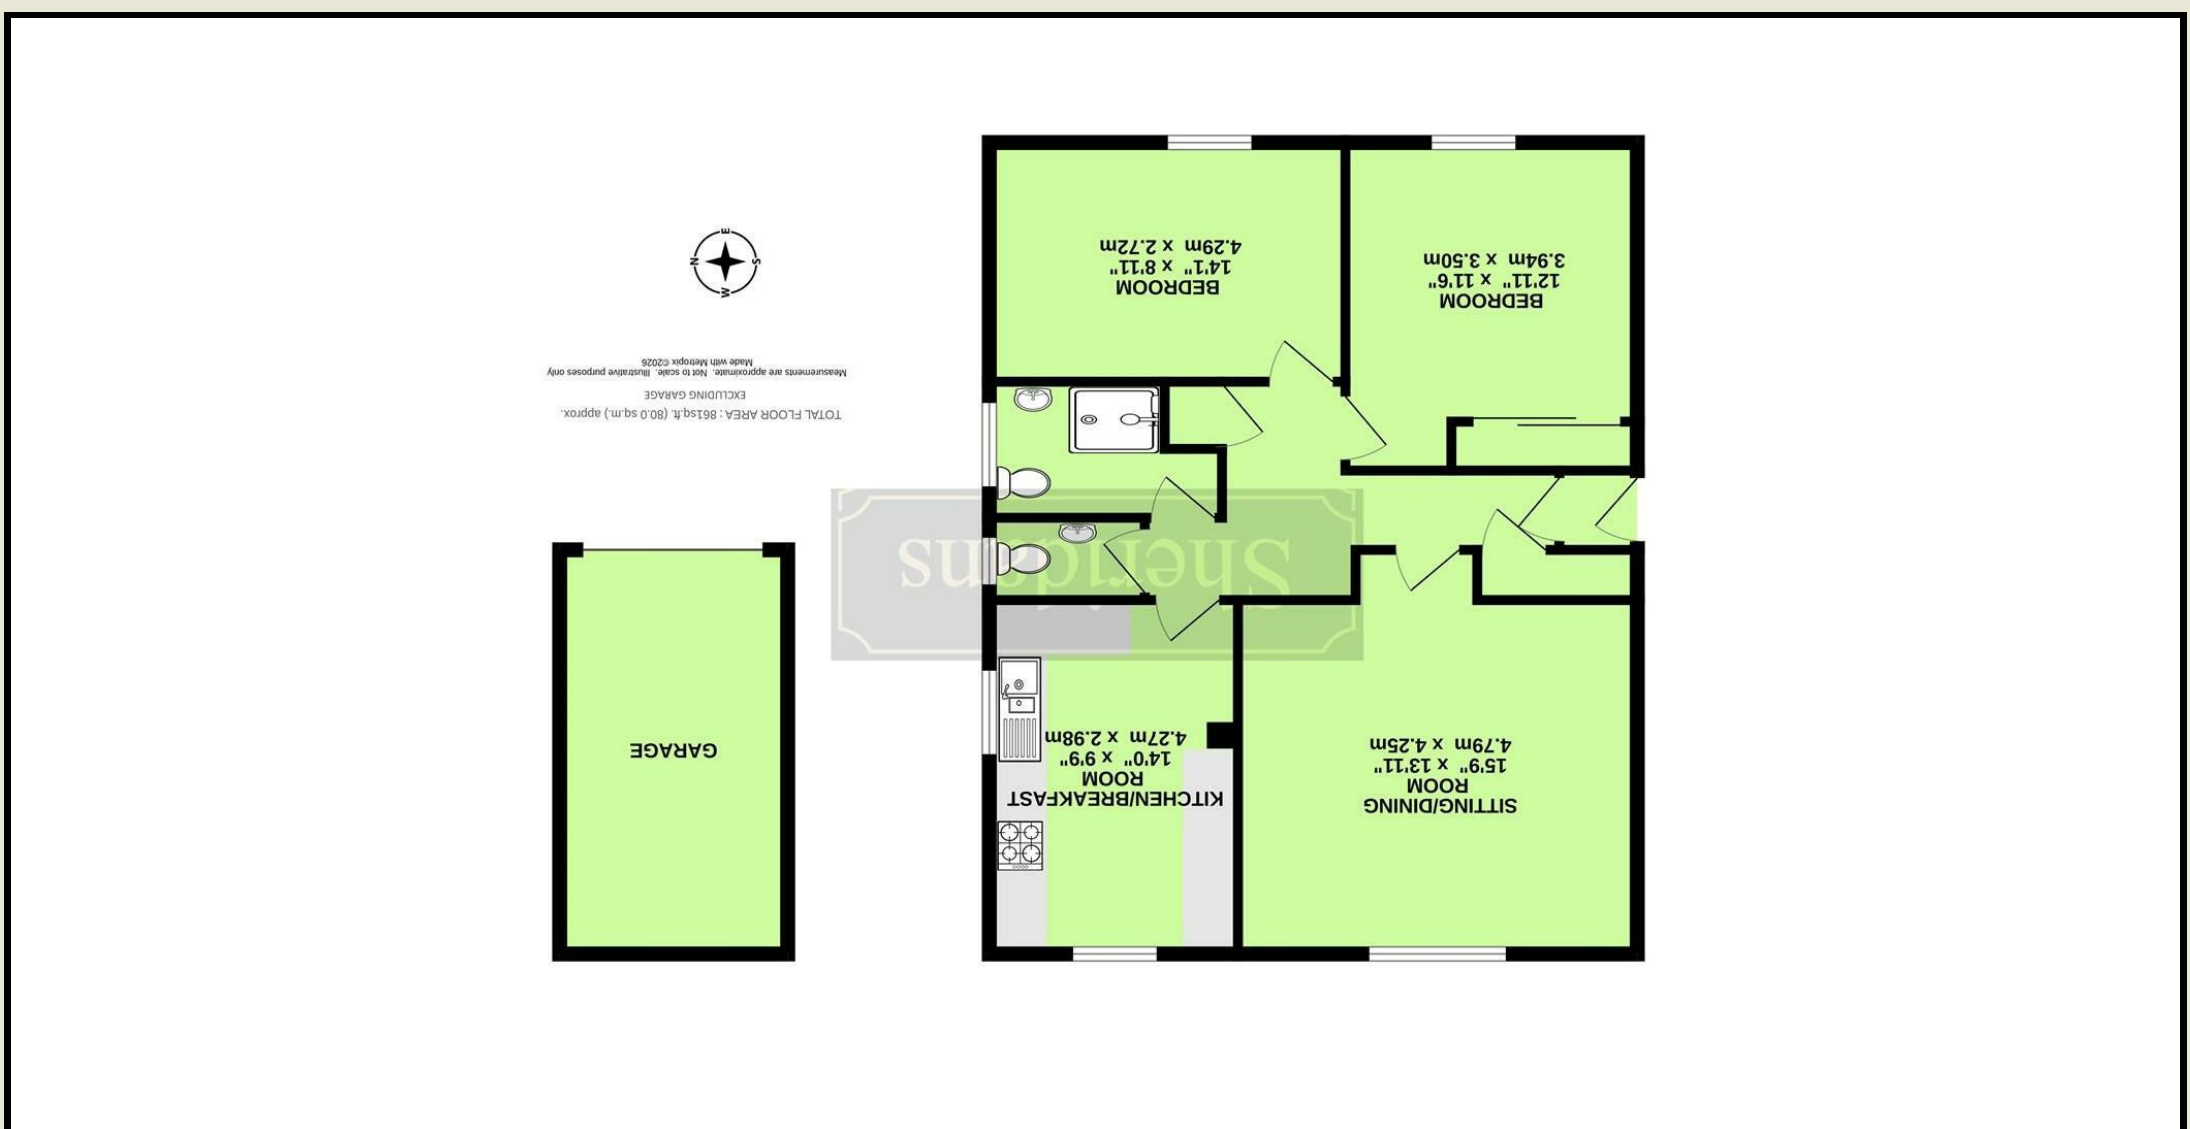 SITTING/DINING
ROOM
15'9" x 13'11"
4.79m x 4.25m
KITCHEN/BREAKFAST
ROOM
14'0" x 9'9"
4.27m x 2.98m
GARAGE
Sheridans
BEDROOM
12'11" x 11'6"
3.94m x 3.50m
BEDROOM
14'1" x 8'11"
4.29m x 2.72m
TOTAL FLOOR AREA : 861sq.ft. (80.0 sq.m.) approx.
EXCLUDING GARAGE
Measurements are approximate. Not to scale. Illustrative purposes only
Made with Metropix ©2026
W
S
N
E